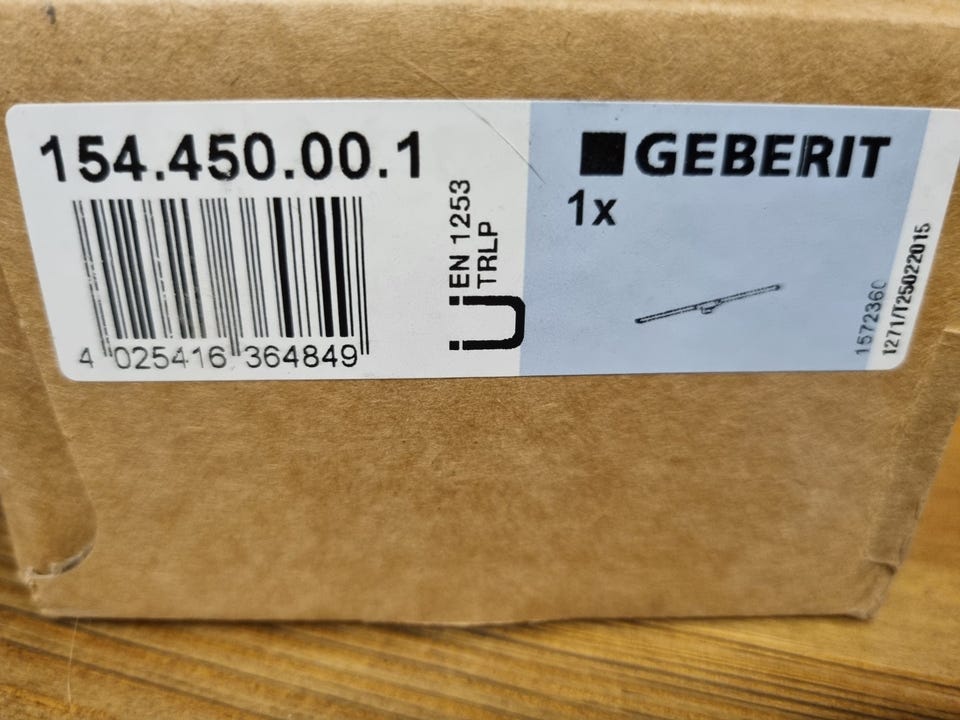 154.450.00.1
4 025416 364849
EN 1253
TRLP
GEBERIT
1x
1572360
1271/T25022015